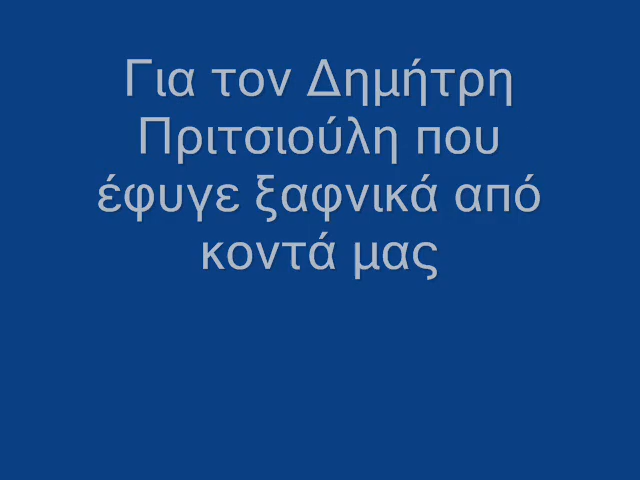 Για τον Δημήτρη
Πριτσιούλη που
έφυγε ξαφνικά από
κοντά μας